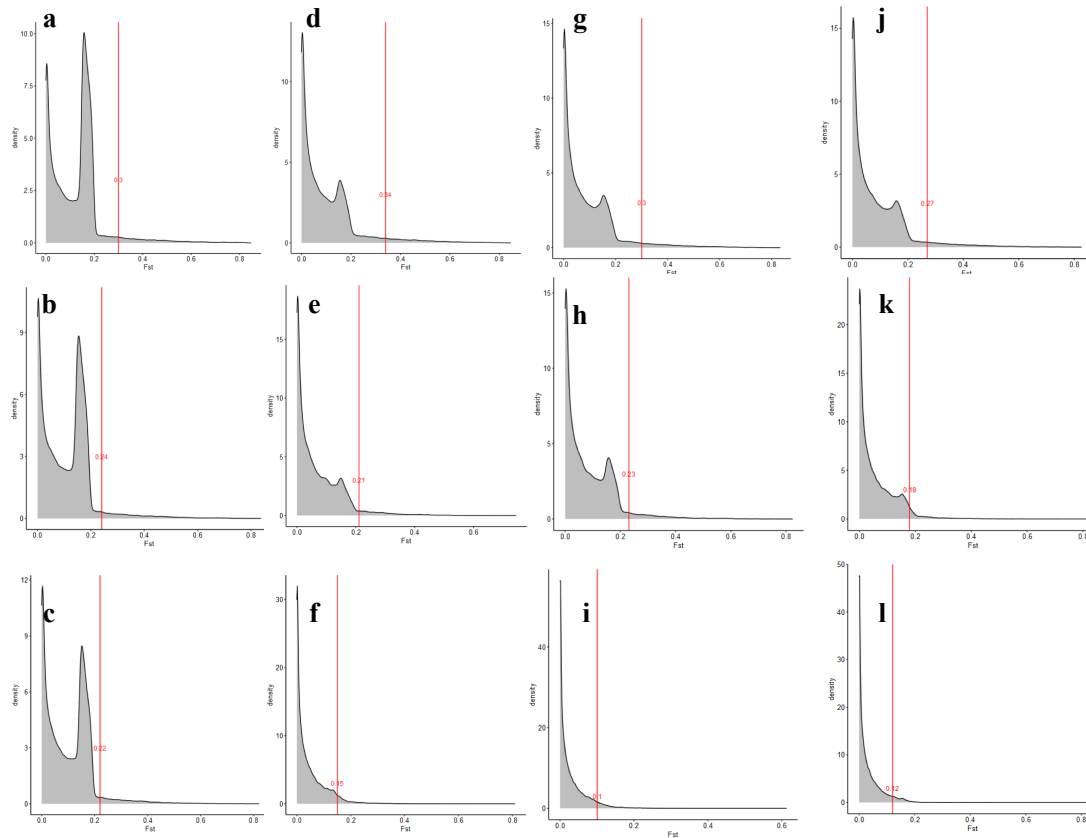 a
10.0
7.5
5.0
2.5
0.0
density
0.3
0.0 0.2 0.4 0.6 0.8
Fst
b
9
6
3
0
density
0.24
0.0 0.2 0.4 0.6 0.8
Fst
c
12
9
6
3
0
density
0.22
0.0 0.2 0.4 0.6 0.8
Fst
d
10
5
0
density
0.34
0.0 0.2 0.4 0.6 0.8
Fst
e
15
10
5
0
density
0.21
0.0 0.2 0.4 0.6
Fst
f
30
20
10
0
density
0.15
0.0 0.2 0.4 0.6 0.8
Fst
g
15
10
5
0
density
0.3
0.0 0.2 0.4 0.6 0.8
Fst
h
15
10
5
0
density
0.23
0.0 0.2 0.4 0.6 0.8
Fst
i
40
20
0
density
0.1
0.0 0.2 0.4 0.6
Fst
j
15
10
5
0
density
0.27
0.0 0.2 0.4 0.6 0.8
Fst
k
20
15
10
5
0
density
0.18
0.0 0.2 0.4 0.6 0.8
Fst
l
50
40
30
20
10
0
density
0.12
0.0 0.2 0.4 0.6 0.8
Fst